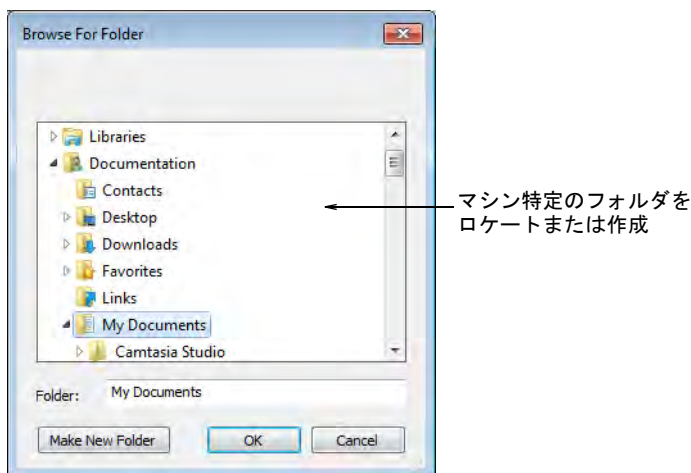 Browse For Folder
Libraries
Documentation
Contacts
Desktop
Downloads
Favorites
Links
My Documents
Camtasia Studio
マシン特定のフォルダを
ロケートまたは作成
Folder: My Documents
Make New Folder OK Cancel